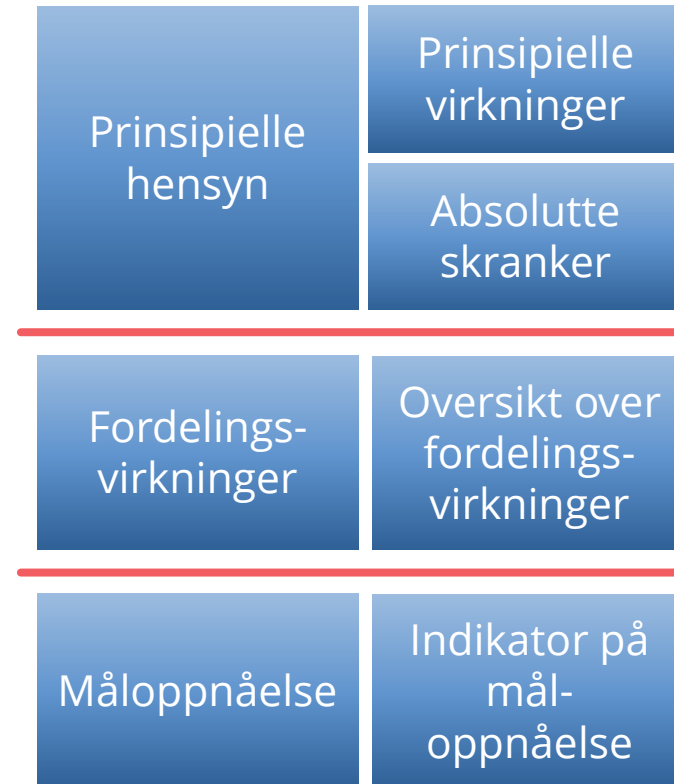 Prinsipielle
hensyn
Prinsipielle
virkninger
Absolutte
skranker
Fordelings-
virkninger
Oversikt over
fordelings-
virkninger
Måloppnåelse
Indikator på
mål-
oppnåelse